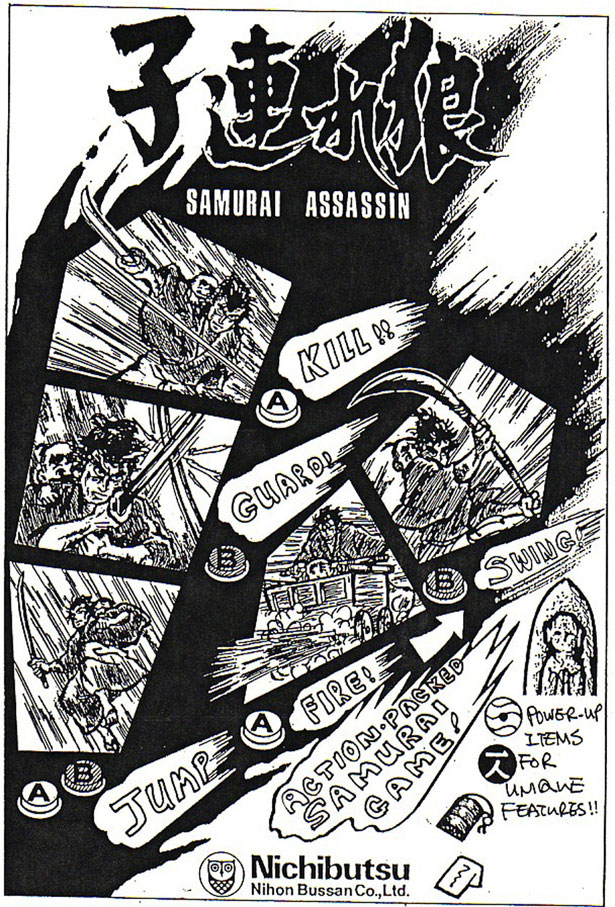 子連れ狼
SAMURAI ASSASSIN
KILL!!
A
GUARD!
B
SWING!
B
FIRE!
A
JUMP
A B
ACTION-PACKED
SAMURAI
GAME!
POWER-UP
ITEMS
FOR
UNIQUE
FEATURES!!
Nichibutsu
Nihon Bussan Co., Ltd.